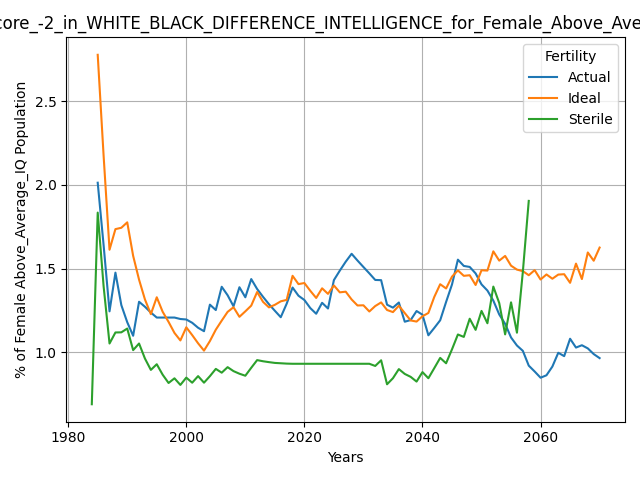 core_-2_in_WHITE_BLACK_DIFFERENCE_INTELLIGENCE_for_Female_Above_Ave
% of Female Above_Average_IQ Population
2.5
2.0
1.5
1.0
Fertility
Actual
Ideal
Sterile
1980 2000 2020 2040 2060
Years